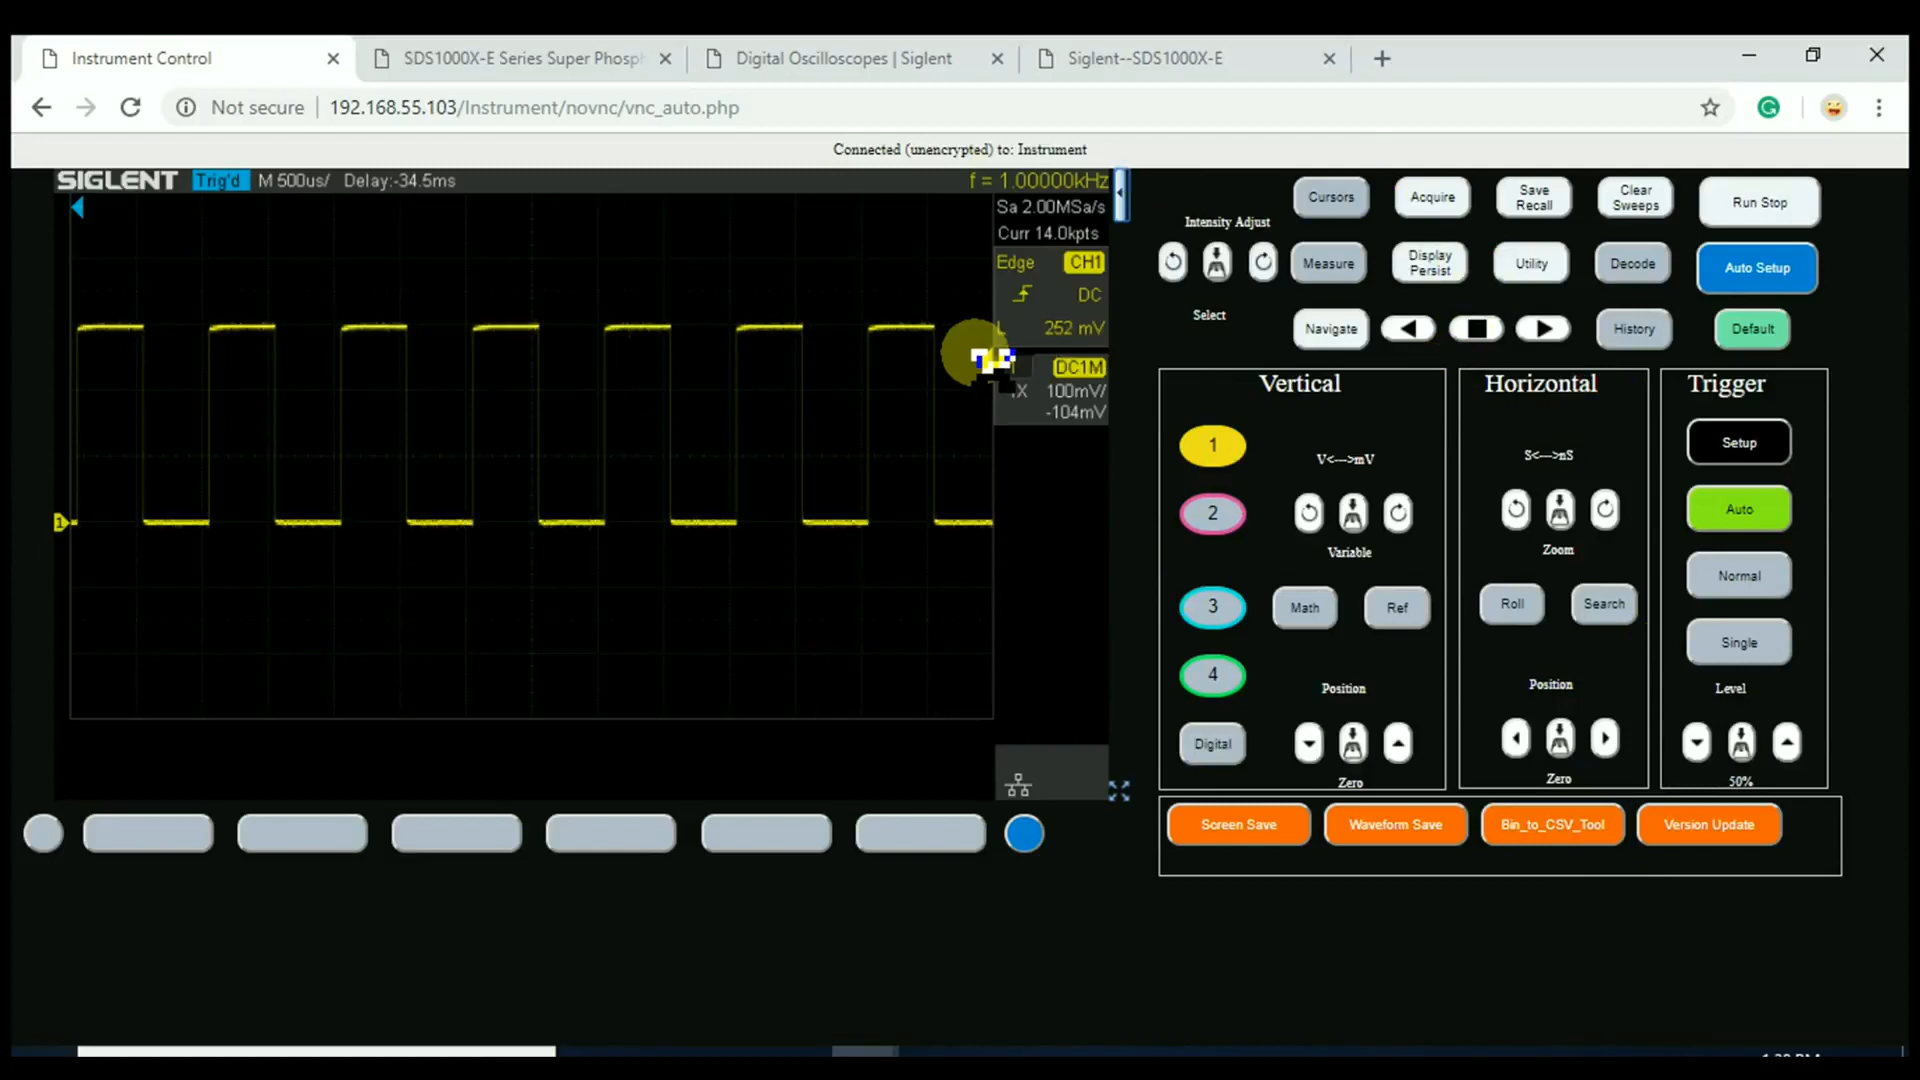 Instrument Control
SDS1000X-E Series Super Phosp
Digital Oscilloscopes | Siglent
Siglent--SDS1000X-E
Not secure | 192.168.55.103/Instrument/novnc/vnc_auto.php
Connected (unencrypted) to: Instrument
SIGLENT Trig'd M 500us/ Delay:-34.5ms f = 1.00000kHz
Sa 2.00MSa/s
Curr 14.0kpts
Edge CH1
DC
L 252 mV
DC1M
X 100mV/
-104mV
1
Intensity Adjust
Select
Cursors
Acquire
Save Recall
Clear Sweeps
Run Stop
Measure
Display Persist
Utility
Decode
Auto Setup
Navigate
History
Default
Vertical
1
V<--->mV
2
Variable
3
Math
Ref
4
Position
Digital
Zero
Horizontal
S<--->nS
Zoom
Roll
Search
Position
Zero
Trigger
Setup
Auto
Normal
Single
Level
50%
Screen Save
Waveform Save
Bin_to_CSV_Tool
Version Update